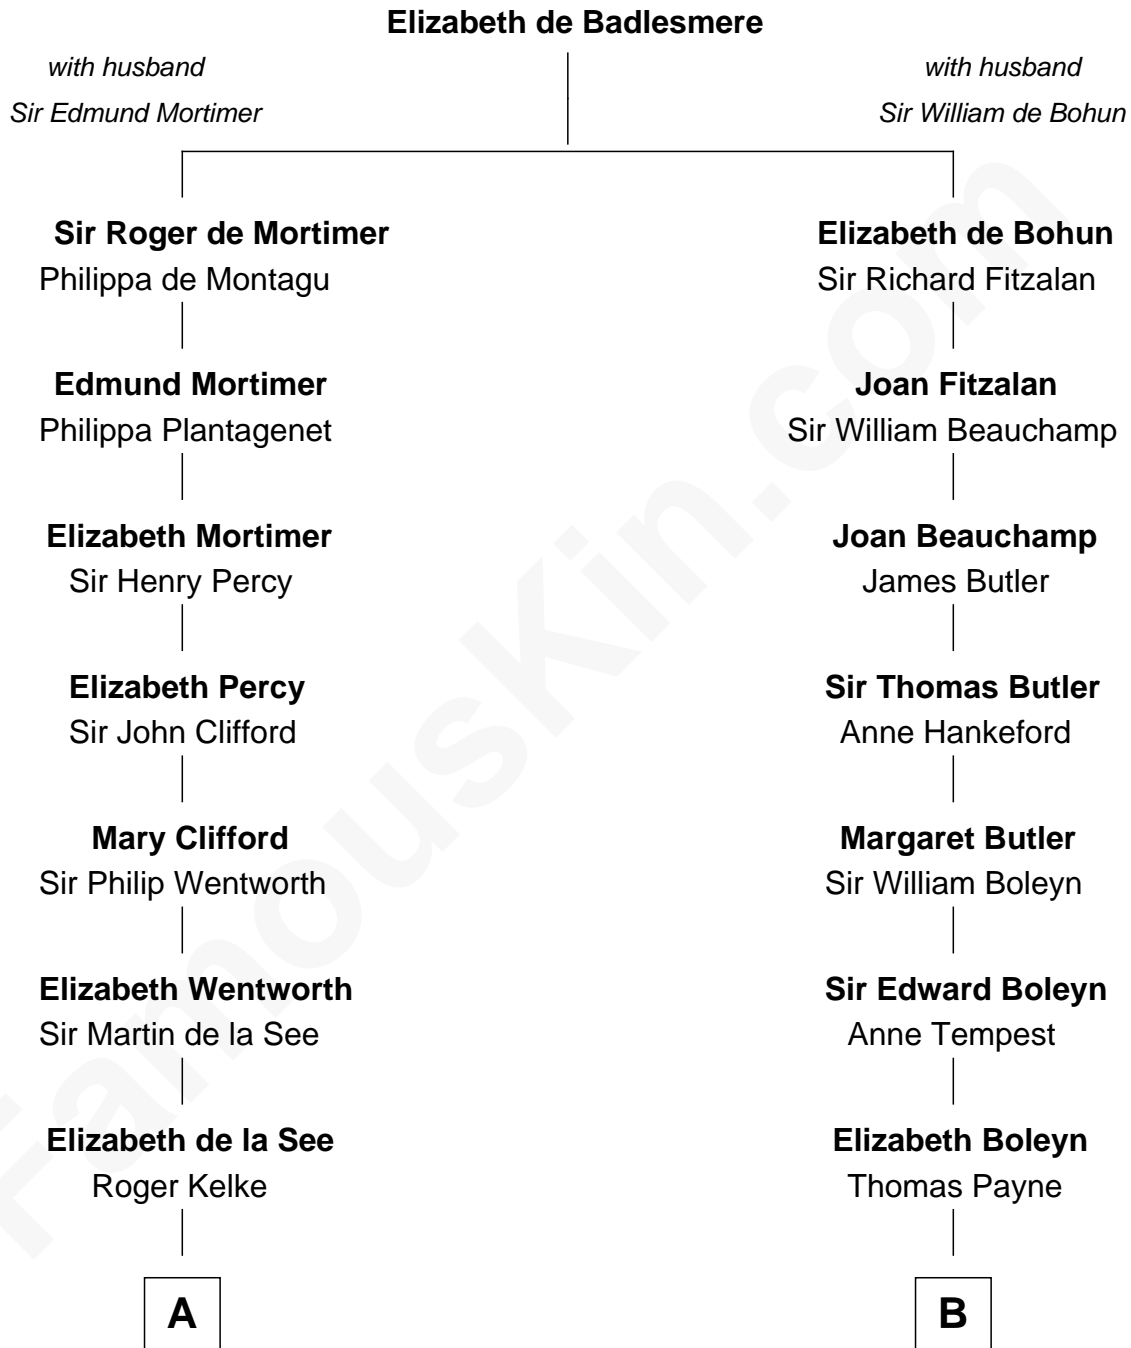 Elizabeth de Badlesmere
with husband
Sir Edmund Mortimer
with husband
Sir William de Bohun
Sir Roger de Mortimer
Philippa de Montagu
Elizabeth de Bohun
Sir Richard Fitzalan
Edmund Mortimer
Philippa Plantagenet
Joan Fitzalan
Sir William Beauchamp
Elizabeth Mortimer
Sir Henry Percy
Joan Beauchamp
James Butler
Elizabeth Percy
Sir John Clifford
Sir Thomas Butler
Anne Hankeford
Mary Clifford
Sir Philip Wentworth
Margaret Butler
Sir William Boleyn
Elizabeth Wentworth
Sir Martin de la See
Sir Edward Boleyn
Anne Tempest
Elizabeth de la See
Roger Kelke
Elizabeth Boleyn
Thomas Payne
A
B
FamousKin.com